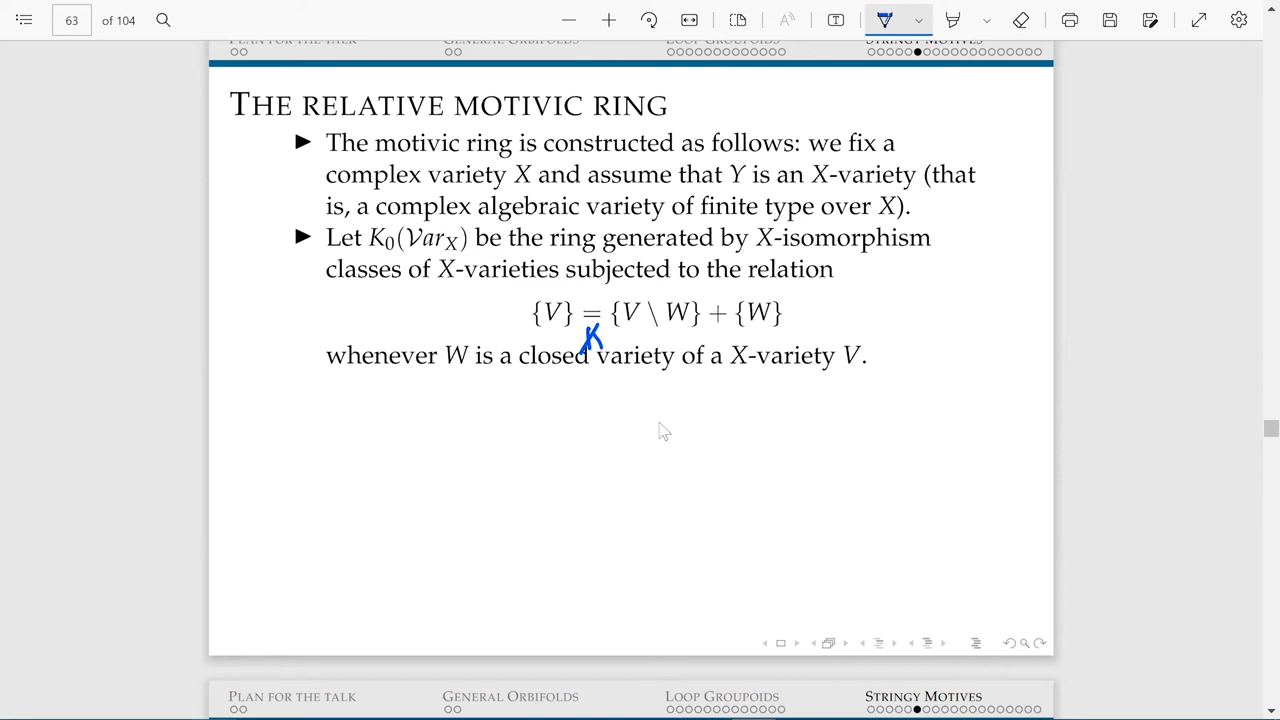 63 of 104
PLAN FOR THE TALK GENERAL ORBIFOLDS LOOP GROUPOIDS STRINGY MOTIVES
THE RELATIVE MOTIVIC RING
▶ The motivic ring is constructed as follows: we fix a
complex variety X and assume that Y is an X-variety (that
is, a complex algebraic variety of finite type over X).
▶ Let K₀(𝒱ar_X) be the ring generated by X-isomorphism
classes of X-varieties subjected to the relation
{V} = {V \ W} + {W}
whenever W is a closed variety of a X-variety V.
PLAN FOR THE TALK GENERAL ORBIFOLDS LOOP GROUPOIDS STRINGY MOTIVES